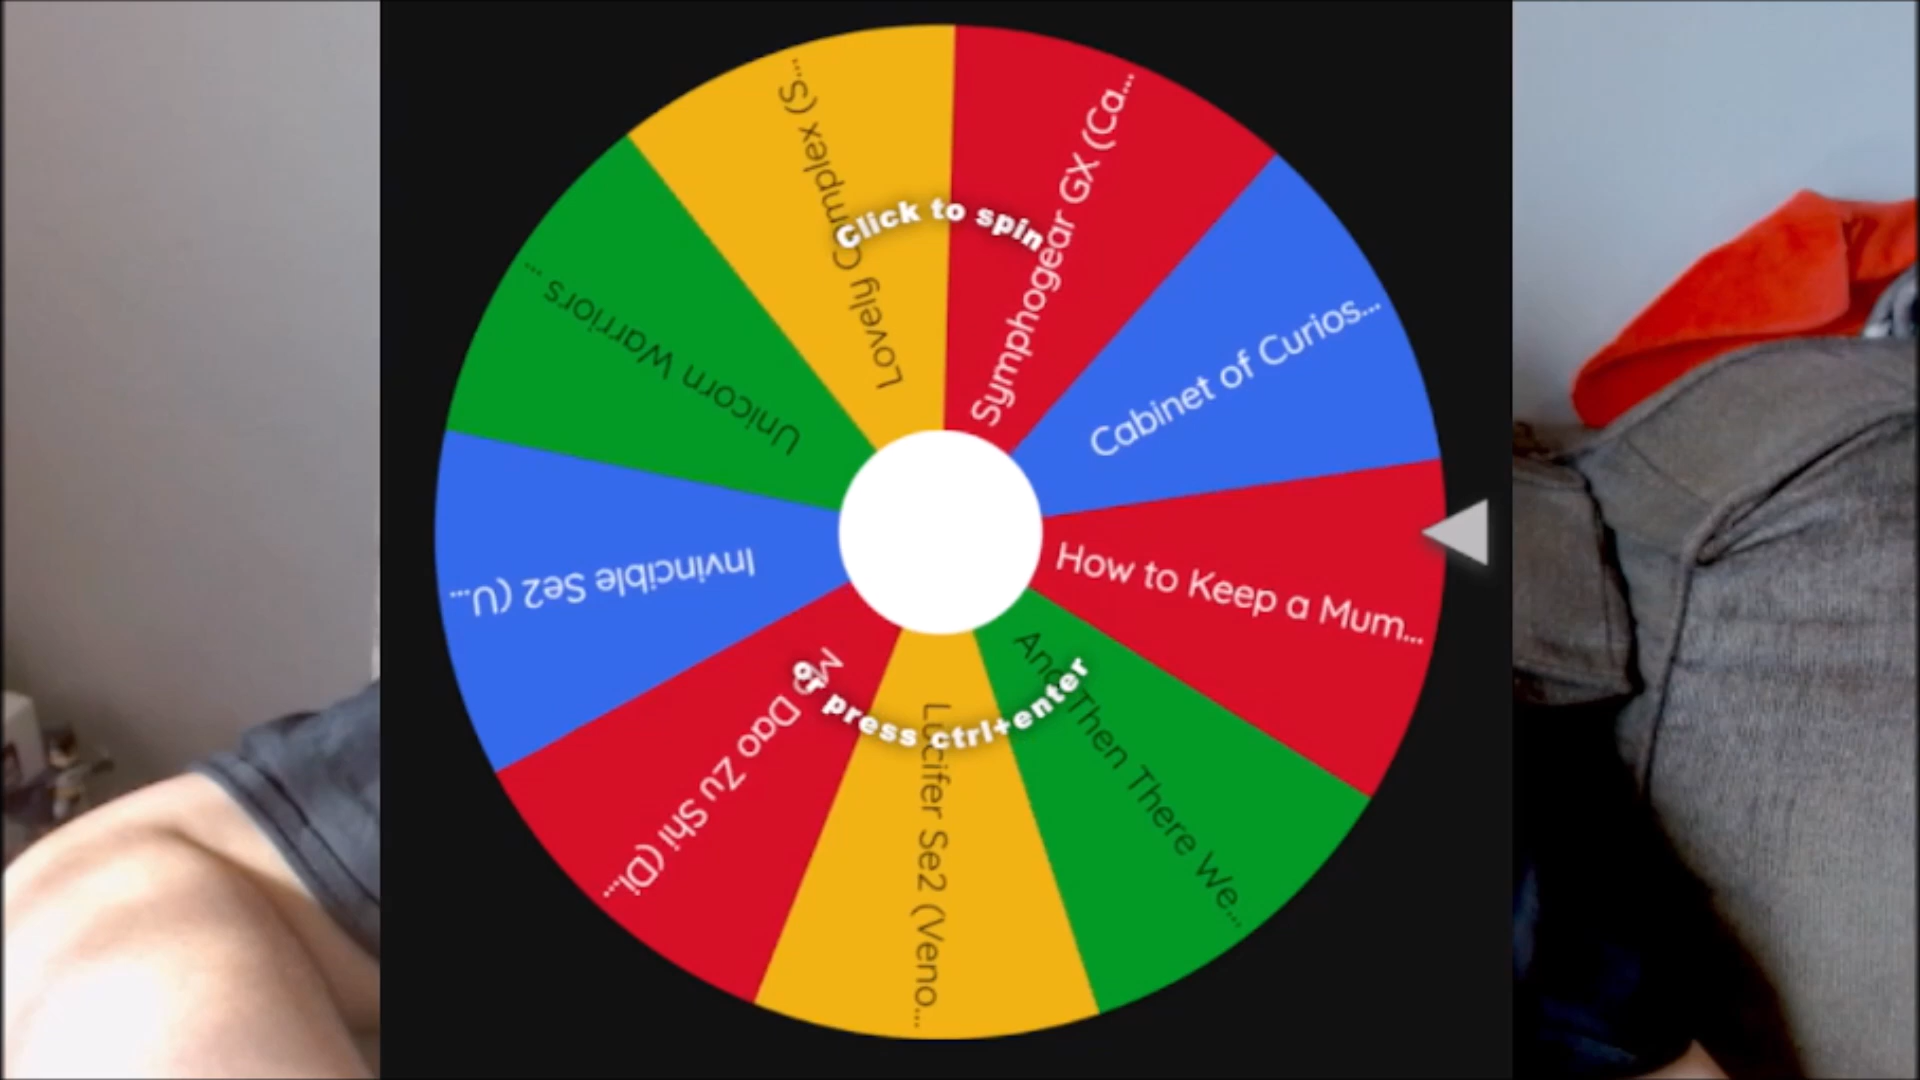 Click to spin
or press ctrl+enter
Symphogear GX (Ca...
Cabinet of Curios...
How to Keep a Mum...
And Then There We...
Lucifer Se2 (Veno...
Mo Dao Zu Shi (Di...
Invincible Se2 (U...
Unicorn Warriors ...
Lovely Complex (S...